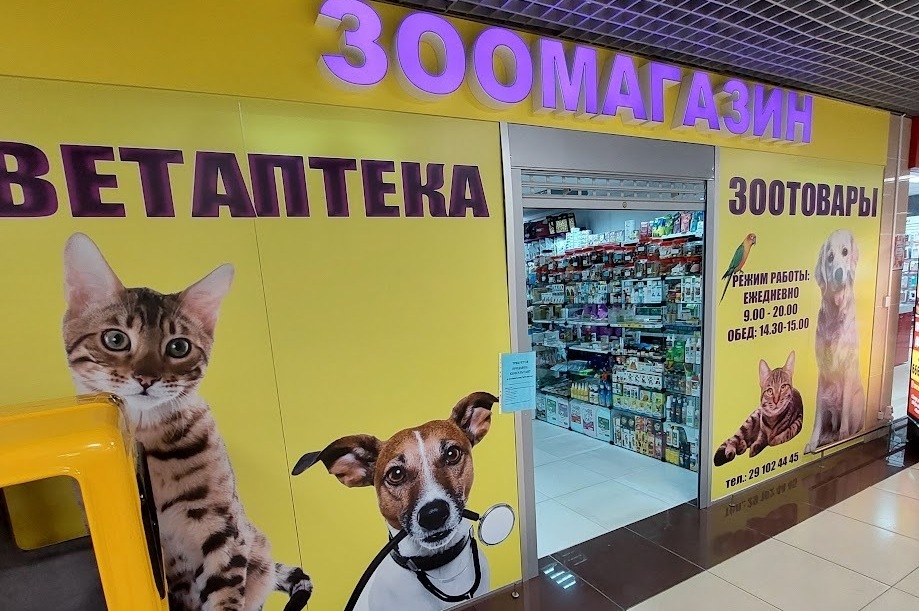 ЗООМАГАЗИН
ВЕТАПТЕКА
ЗООТОВАРЫ
РЕЖИМ РАБОТЫ:
ЕЖЕДНЕВНО
9.00 - 20.00
ОБЕД: 14.30-15.00
тел.: 29 102 44 45